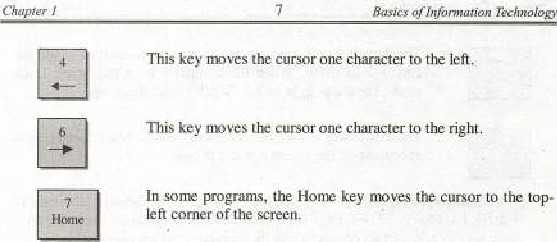 Chapter 1 7 Basics of Information Technology
4
This key moves the cursor one character to the left.
6
This key moves the cursor one character to the right.
7
Home
In some programs, the Home key moves the cursor to the top-
left corner of the screen.